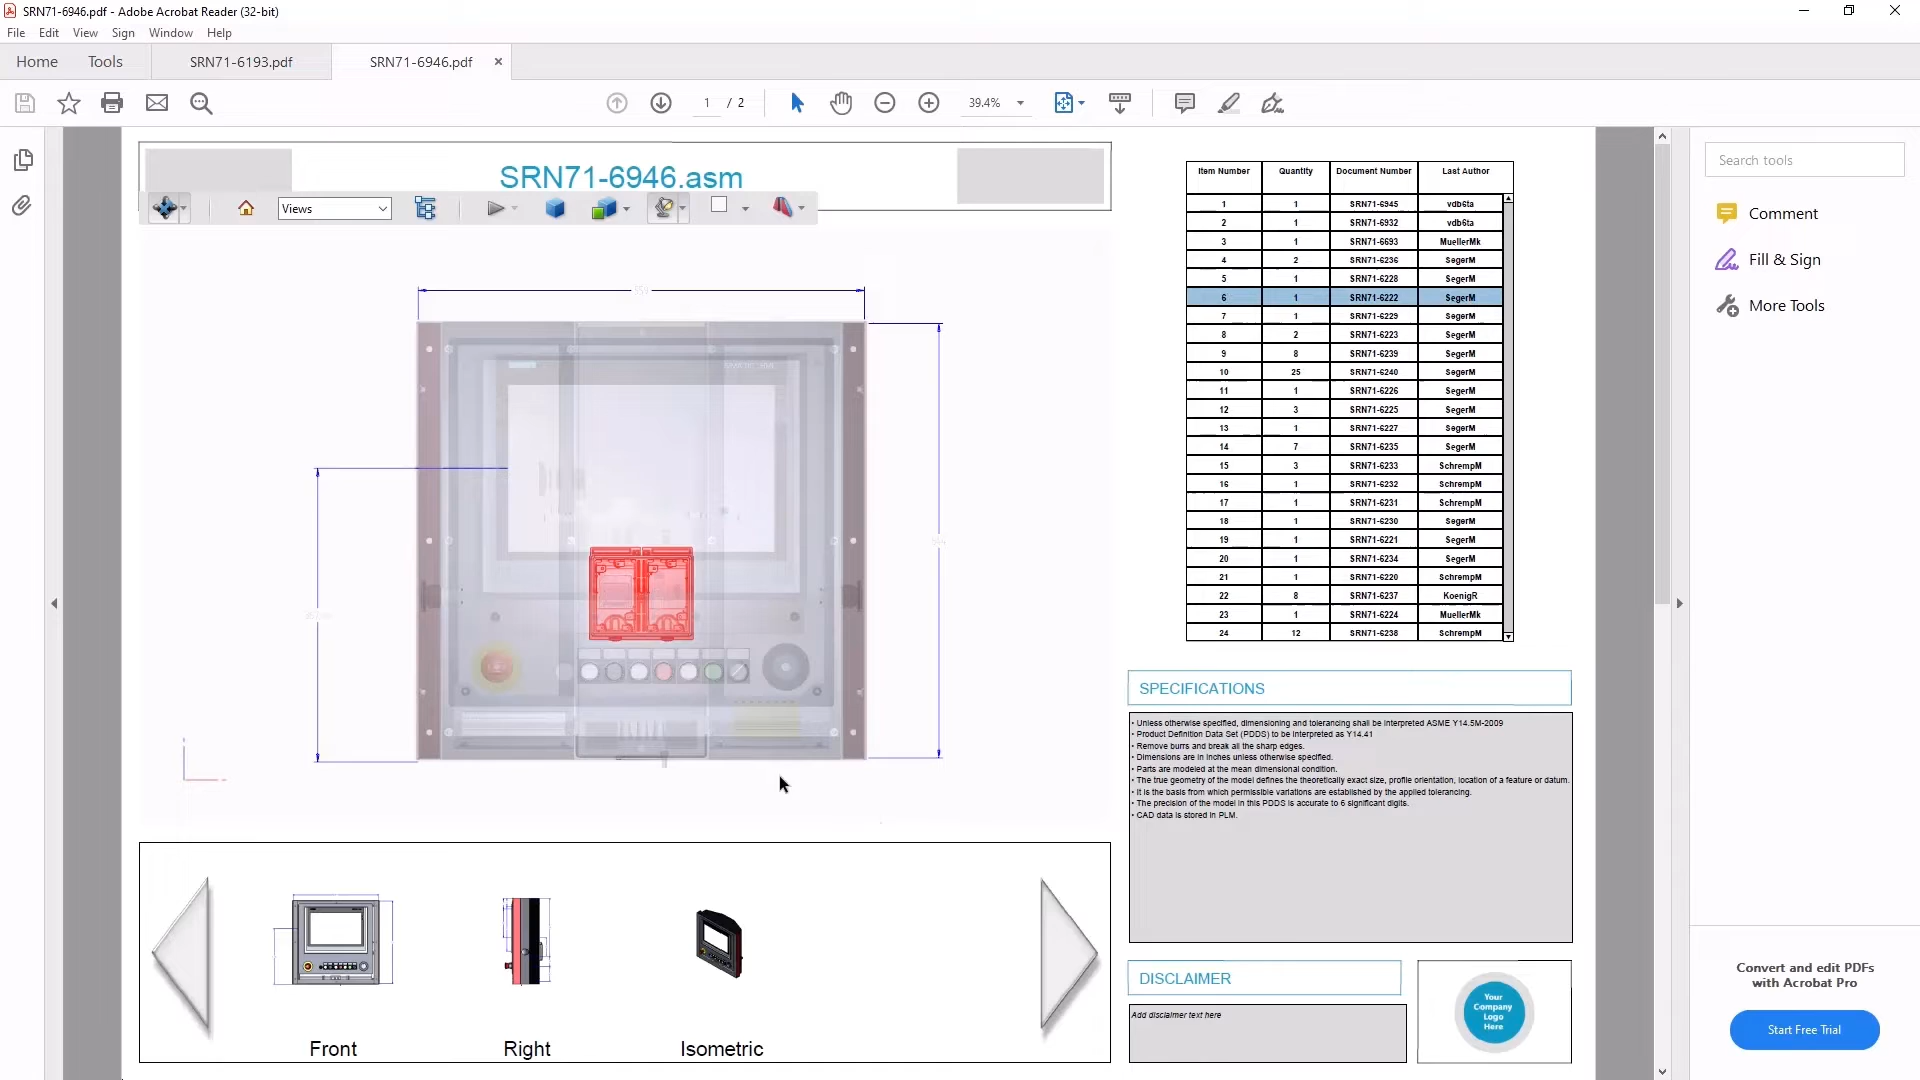 SRN71-6946.pdf - Adobe Acrobat Reader (32-bit)
File Edit View Sign Window Help
Home Tools SRN71-6193.pdf SRN71-6946.pdf
1 / 2 39.4%
SRN71-6946.asm
Views
Item Number Quantity Document Number Last Author
1 1 SRN71-6945 vdb6ta
2 1 SRN71-6932 vdb6ta
3 1 SRN71-6693 MuellerMk
4 2 SRN71-6236 SegerM
5 1 SRN71-6228 SegerM
6 1 SRN71-6222 SegerM
7 1 SRN71-6229 SegerM
8 2 SRN71-6223 SegerM
9 8 SRN71-6239 SegerM
10 25 SRN71-6240 SegerM
11 1 SRN71-6226 SegerM
12 3 SRN71-6225 SegerM
13 1 SRN71-6227 SegerM
14 7 SRN71-6235 SegerM
15 3 SRN71-6233 SchrempM
16 1 SRN71-6232 SchrempM
17 1 SRN71-6231 SchrempM
18 1 SRN71-6230 SegerM
19 1 SRN71-6221 SegerM
20 1 SRN71-6234 SegerM
21 1 SRN71-6220 SchrempM
22 8 SRN71-6237 KoenigR
23 1 SRN71-6224 MuellerMk
24 12 SRN71-6238 SchrempM
SPECIFICATIONS
• Unless otherwise specified, dimensioning and tolerancing shall be interpreted ASME Y14.5M-2009
• Product Definition Data Set (PDDS) to be interpreted as Y14.41
• Remove burrs and break all the sharp edges.
• Dimensions are in inches unless otherwise specified.
• Parts are modeled at the mean dimensional condition.
• The true geometry of the model defines the theoretically exact size, profile orientation, location of a feature or datum.
• It is the basis from which permissible variations are established by the applied tolerancing.
• The precision of the model in this PDDS is accurate to 6 significant digits.
• CAD data is stored in PLM.
Front Right Isometric
DISCLAIMER
Add disclaimer text here
Your
Company
Logo
Here
Search tools
Comment
Fill & Sign
More Tools
Convert and edit PDFs
with Acrobat Pro
Start Free Trial